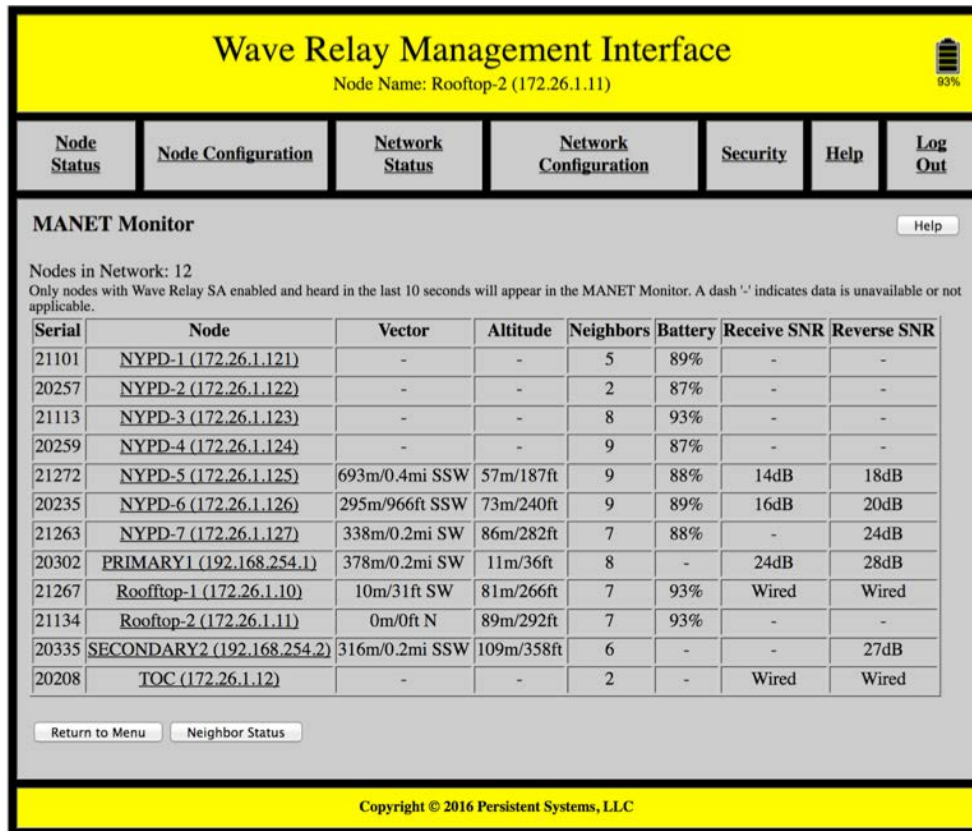 Wave Relay Management Interface
Node Name: Rooftop-2 (172.26.1.11)
93%
Node Status
Node Configuration
Network Status
Network Configuration
Security
Help
Log Out
MANET Monitor
Help
Nodes in Network: 12
Only nodes with Wave Relay SA enabled and heard in the last 10 seconds will appear in the MANET Monitor. A dash '-' indicates data is unavailable or not
applicable.
Serial Node Vector Altitude Neighbors Battery Receive SNR Reverse SNR
21101 NYPD-1 (172.26.1.121) - - 5 89% - -
20257 NYPD-2 (172.26.1.122) - - 2 87% - -
21113 NYPD-3 (172.26.1.123) - - 8 93% - -
20259 NYPD-4 (172.26.1.124) - - 9 87% - -
21272 NYPD-5 (172.26.1.125) 693m/0.4mi SSW 57m/187ft 9 88% 14dB 18dB
20235 NYPD-6 (172.26.1.126) 295m/966ft SSW 73m/240ft 9 89% 16dB 20dB
21263 NYPD-7 (172.26.1.127) 338m/0.2mi SW 86m/282ft 7 88% - 24dB
20302 PRIMARY1 (192.168.254.1) 378m/0.2mi SW 11m/36ft 8 - 24dB 28dB
21267 Roofftop-1 (172.26.1.10) 10m/31ft SW 81m/266ft 7 93% Wired Wired
21134 Rooftop-2 (172.26.1.11) 0m/0ft N 89m/292ft 7 93% - -
20335 SECONDARY2 (192.168.254.2) 316m/0.2mi SSW 109m/358ft 6 - - 27dB
20208 TOC (172.26.1.12) - - 2 - Wired Wired
Return to Menu
Neighbor Status
Copyright © 2016 Persistent Systems, LLC